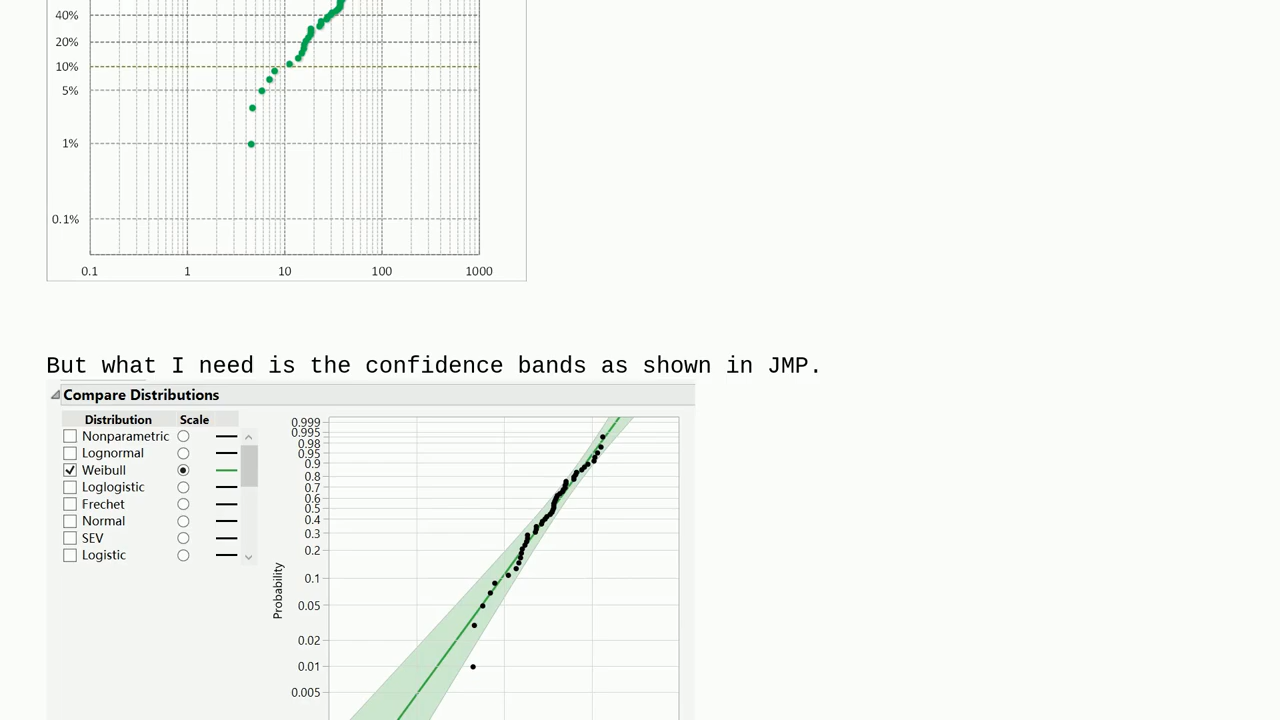 40%
20%
10%
5%
1%
0.1%
0.1 1 10 100 1000
But what I need is the confidence bands as shown in JMP.
Compare Distributions
Distribution Scale
Nonparametric
Lognormal
Weibull
Loglogistic
Frechet
Normal
SEV
Logistic
Probability
0.999
0.995
0.98
0.95
0.9
0.8
0.7
0.6
0.5
0.4
0.3
0.2
0.1
0.05
0.02
0.01
0.005